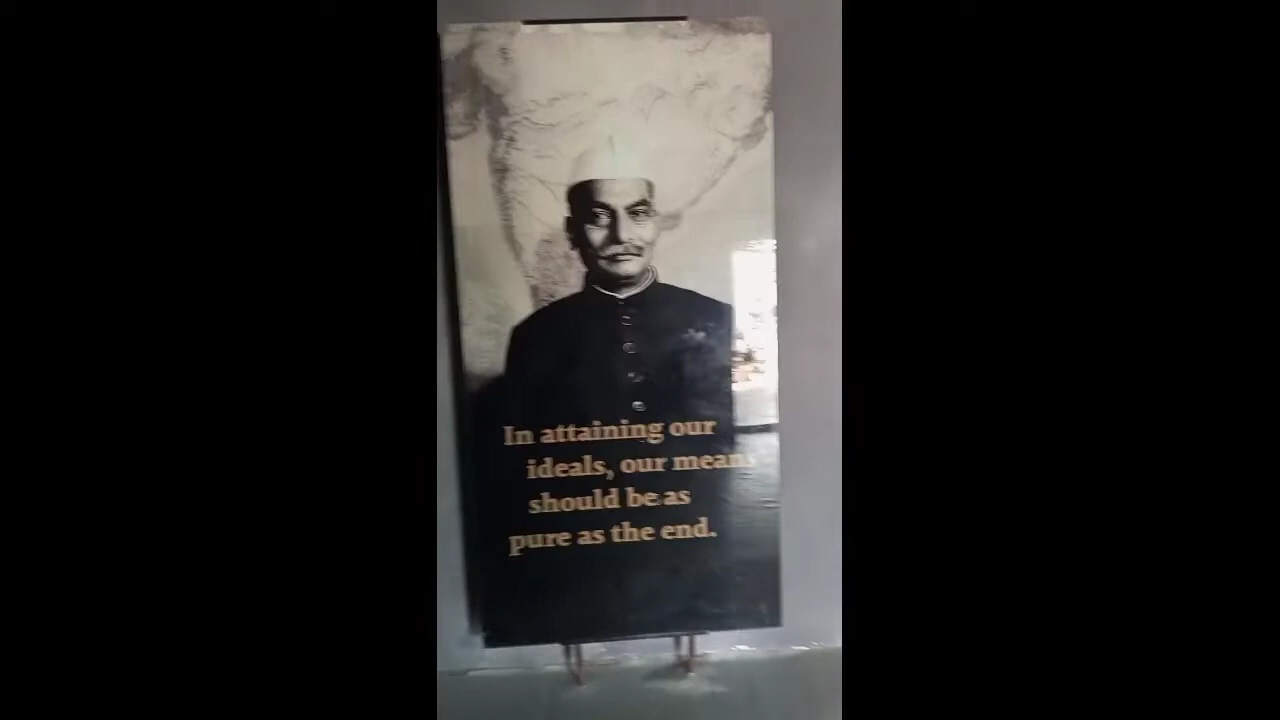 In attaining our
ideals, our means
should be as
pure as the end.